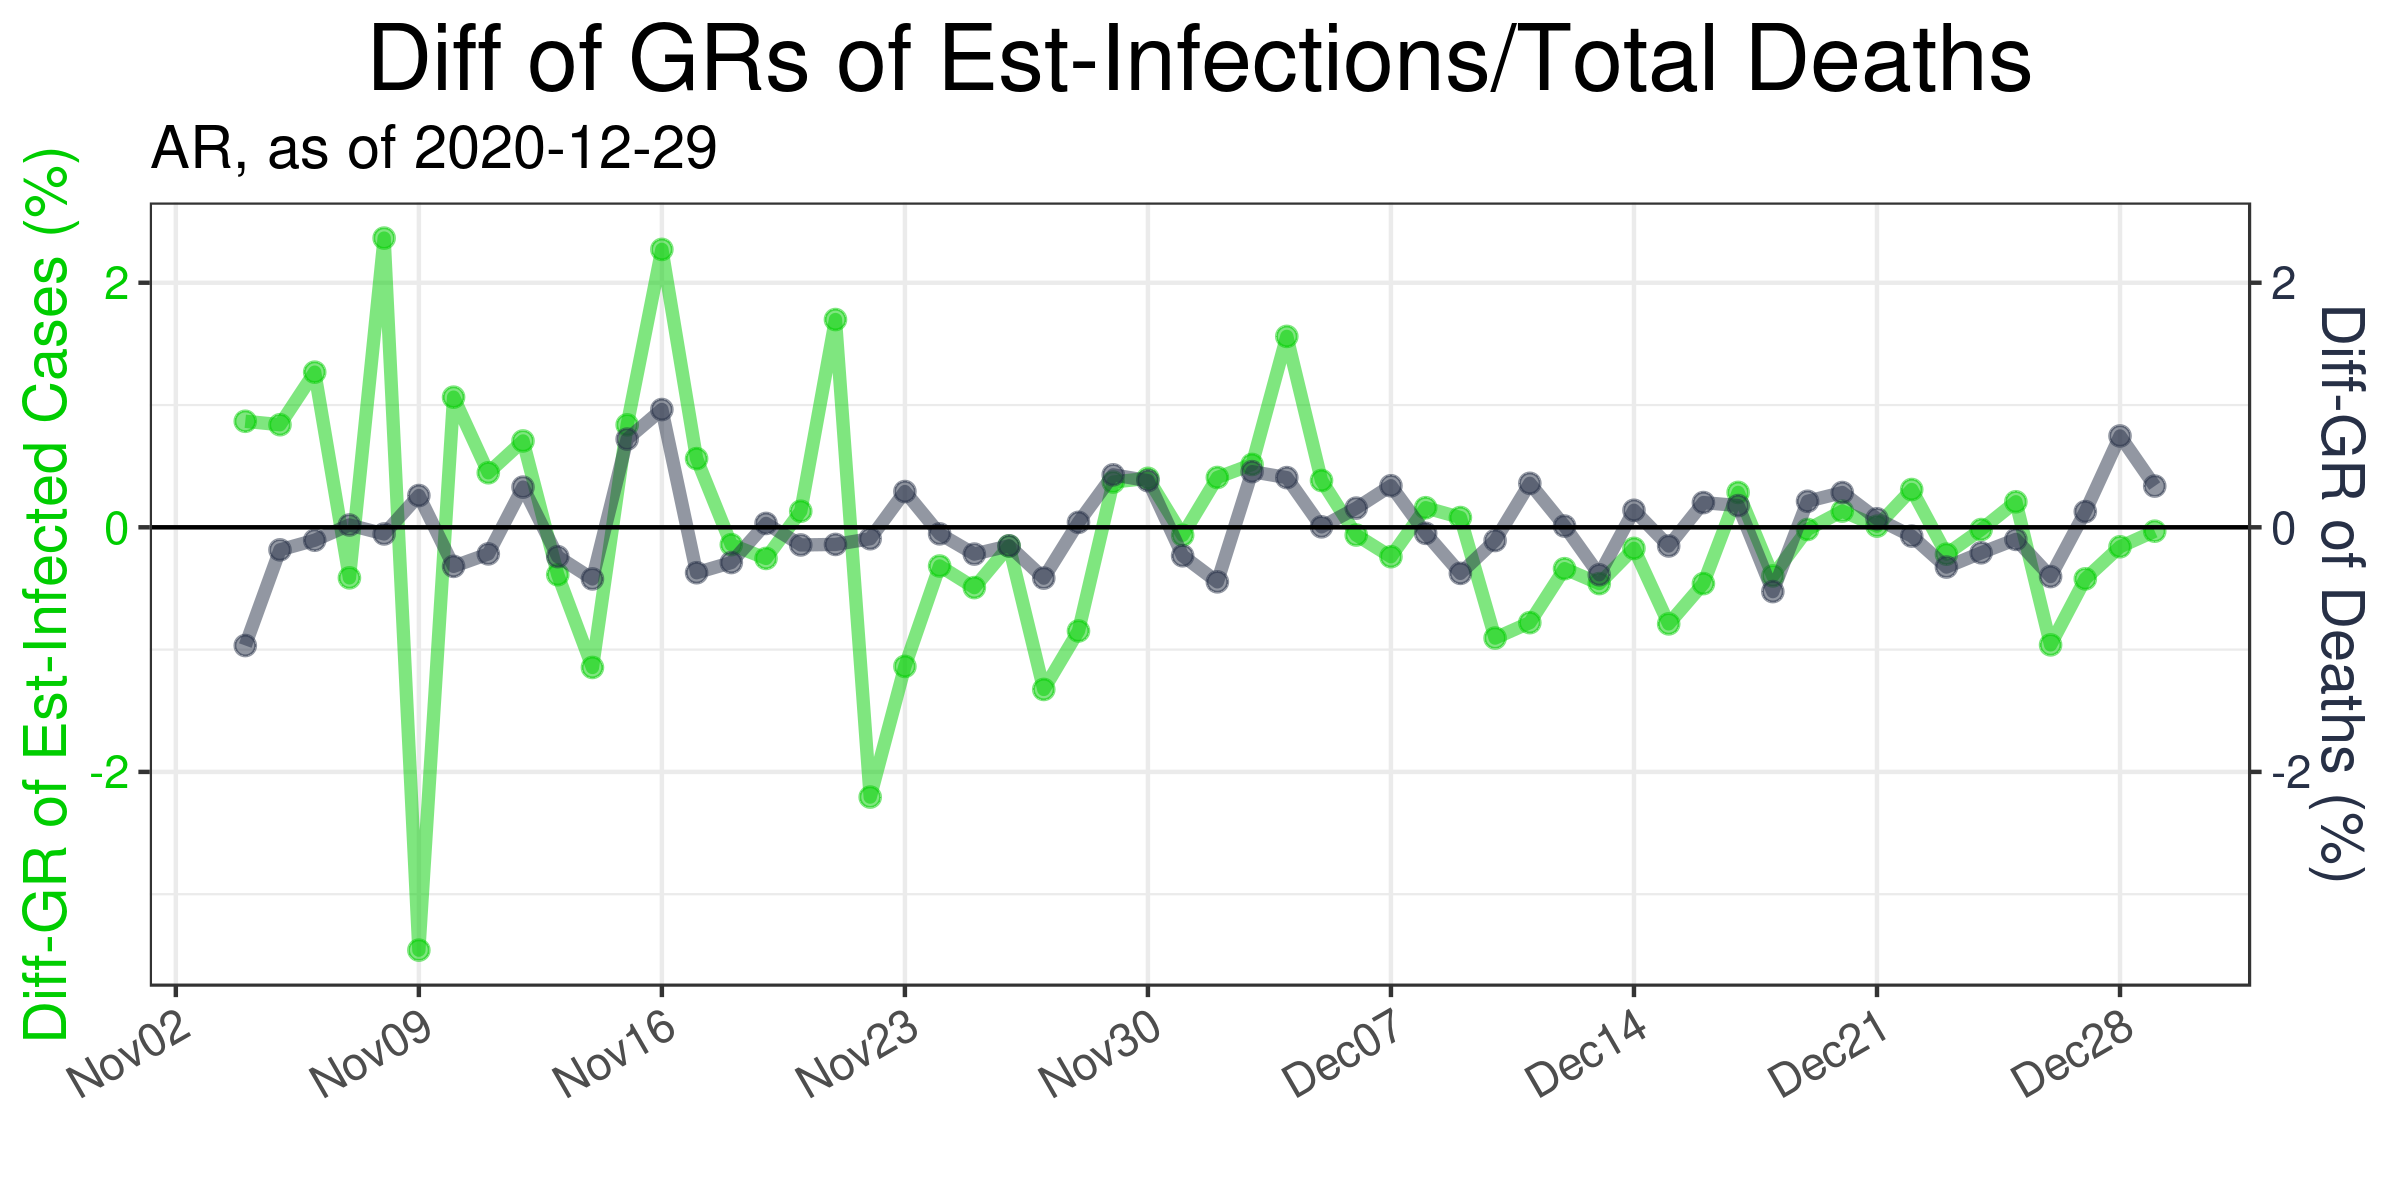 Diff of GRs of Est-Infections/Total Deaths
AR, as of 2020-12-29
Diff-GR of Est-Infected Cases (%)
2
0
-2
2
0
-2
Diff-GR of Deaths (%)
Nov02
Nov09
Nov16
Nov23
Nov30
Dec07
Dec14
Dec21
Dec28